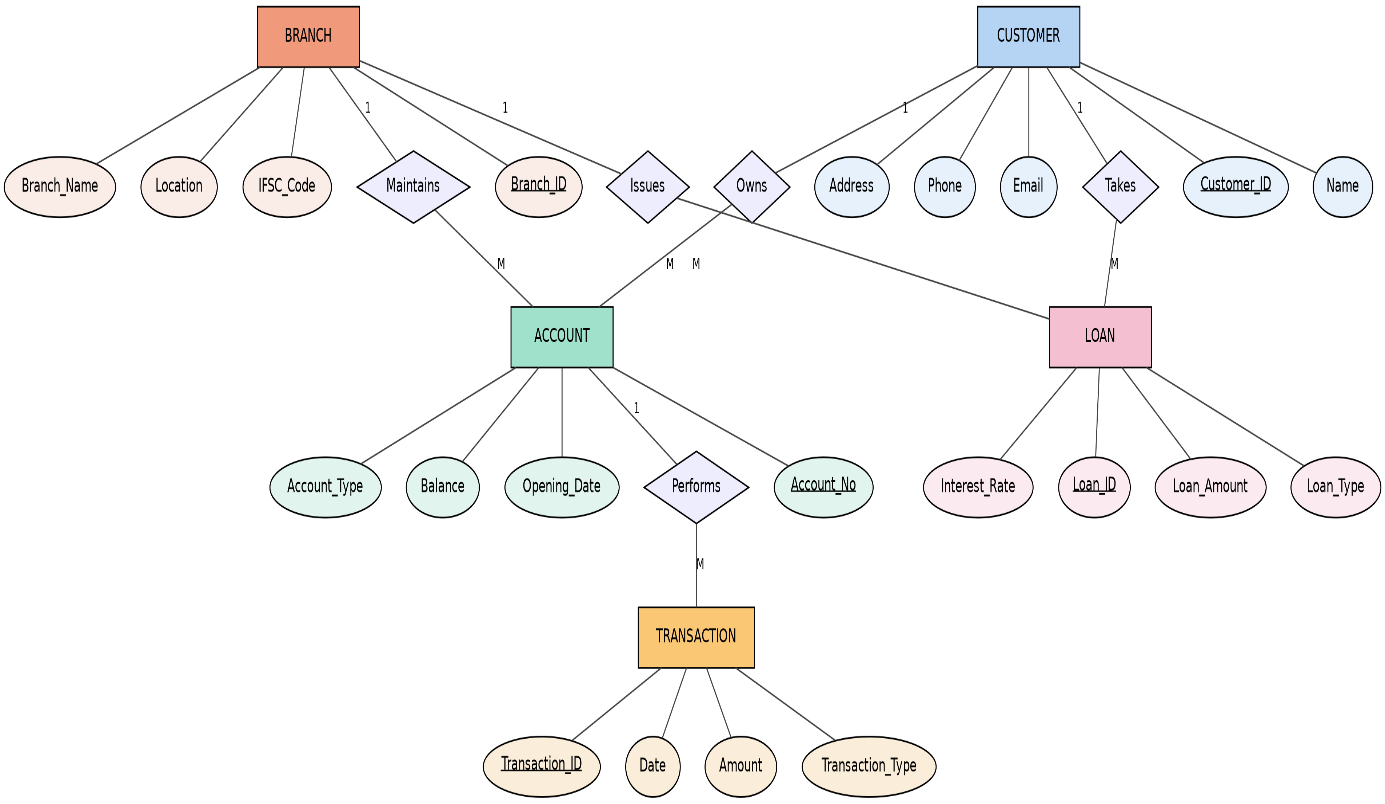 BRANCH
CUSTOMER
1
1
1
1
Branch_Name
Location
IFSC_Code
Maintains
Branch_ID
Issues
Owns
Address
Phone
Email
Takes
Customer_ID
Name
M
M
M
M
ACCOUNT
LOAN
1
Account_Type
Balance
Opening_Date
Performs
Account_No
Interest_Rate
Loan_ID
Loan_Amount
Loan_Type
M
TRANSACTION
Transaction_ID
Date
Amount
Transaction_Type